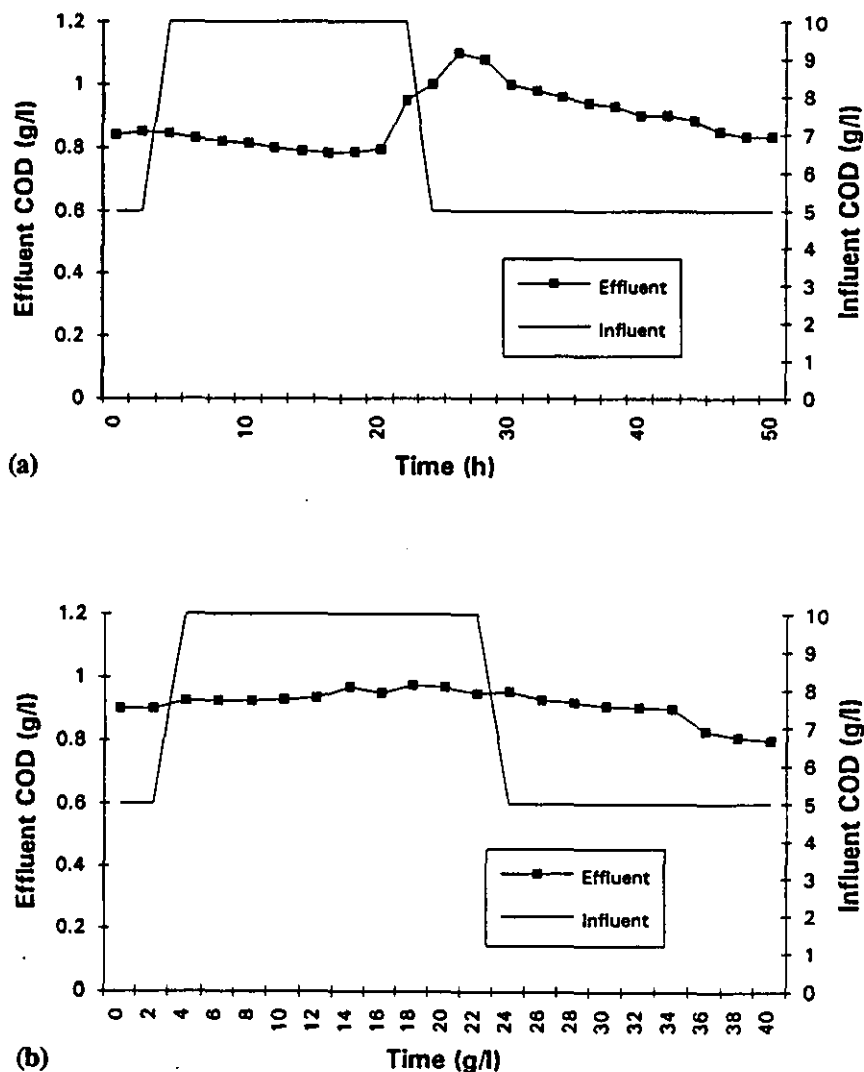 1.2
1
0.8
0.6
0.4
0.2
0
Effluent COD (g/l)
10
9
8
7
6
5
4
3
2
1
0
Influent COD (g/l)
Effluent
Influent
0 10 20 30 40 50
Time (h)
(a)
1.2
1
0.8
0.6
0.4
0.2
0
Effluent COD (g/l)
10
9
8
7
6
5
4
3
2
1
0
Influent COD (g/l)
Effluent
Influent
0 2 4 6 8 10 12 14 16 18 20 22 24 26 28 30 32 34 36 38 40
Time (g/l)
(b)